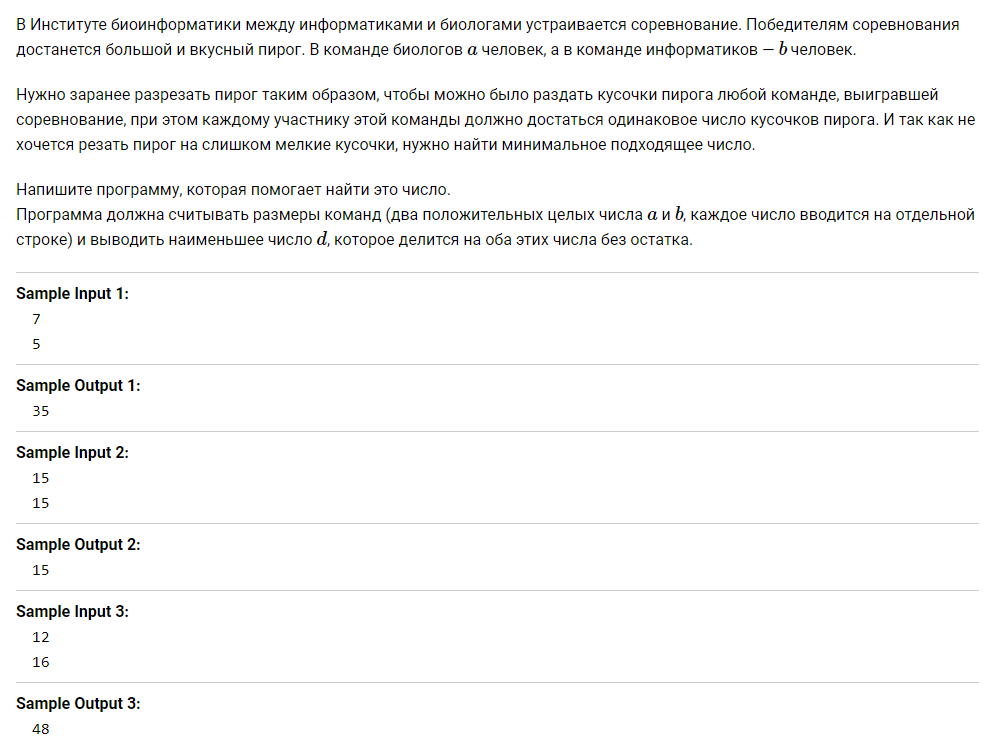 В Институте биоинформатики между информатиками и биологами устраивается соревнование. Победителям соревнования
достанется большой и вкусный пирог. В команде биологов a человек, а в команде информатиков − b человек.
Нужно заранее разрезать пирог таким образом, чтобы можно было раздать кусочки пирога любой команде, выигравшей
соревнование, при этом каждому участнику этой команды должно достаться одинаковое число кусочков пирога. И так как не
хочется резать пирог на слишком мелкие кусочки, нужно найти минимальное подходящее число.
Напишите программу, которая помогает найти это число.
Программа должна считывать размеры команд (два положительных целых числа a и b, каждое число вводится на отдельной
строке) и выводить наименьшее число d, которое делится на оба этих числа без остатка.
Sample Input 1:
7
5
Sample Output 1:
35
Sample Input 2:
15
15
Sample Output 2:
15
Sample Input 3:
12
16
Sample Output 3:
48